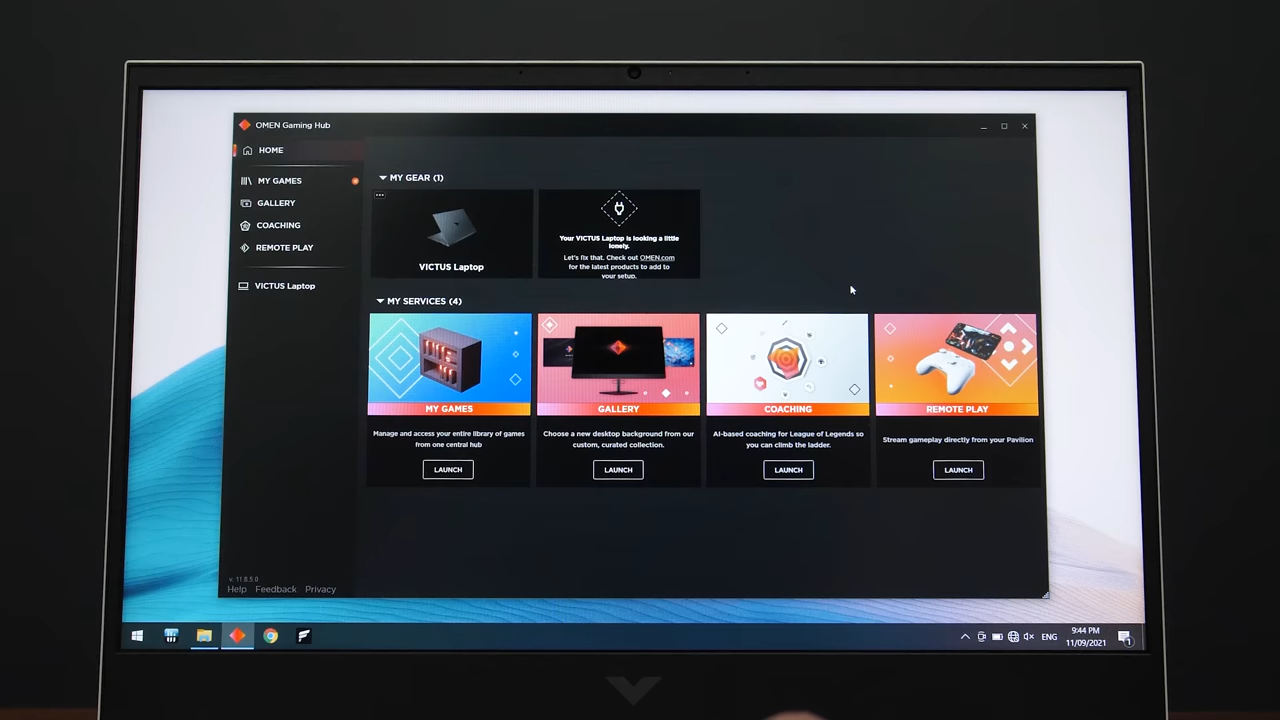 OMEN Gaming Hub
HOME
MY GAMES
GALLERY
COACHING
REMOTE PLAY
VICTUS Laptop
MY GEAR (1)
VICTUS Laptop
Your VICTUS Laptop is looking a little
lonely.
Let's fix that. Check out OMEN.com
for the latest products to add to
your setup.
MY SERVICES (4)
MY GAMES
Manage and access your entire library of games
from one central hub
LAUNCH
GALLERY
Choose a new desktop background from our
custom, curated collection.
LAUNCH
COACHING
AI-based coaching for League of Legends so
you can climb the ladder.
LAUNCH
REMOTE PLAY
Stream gameplay directly from your Pavilion
LAUNCH
v. 11.8.5.0
Help Feedback Privacy
ENG
9:44 PM
11/09/2021
1